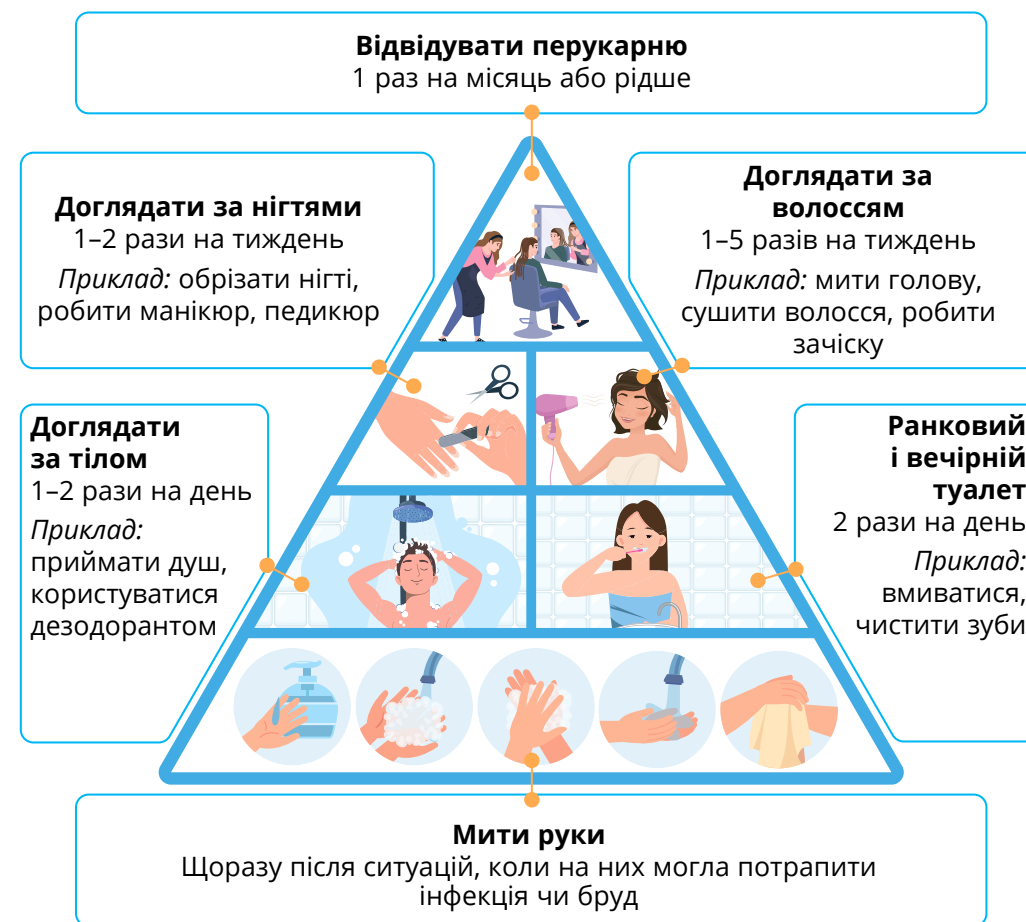 Відвідувати перукарню
1 раз на місяць або рідше
Доглядати за нігтями
1–2 рази на тиждень
Приклад: обрізати нігті,
робити манікюр, педикюр
Доглядати за
волоссям
1–5 разів на тиждень
Приклад: мити голову,
сушити волосся, робити
зачіску
Доглядати
за тілом
1–2 рази на день
Приклад:
приймати душ,
користуватися
дезодорантом
Ранковий
і вечірній
туалет
2 рази на день
Приклад:
вмиватися,
чистити зуби
Мити руки
Щоразу після ситуацій, коли на них могла потрапити
інфекція чи бруд